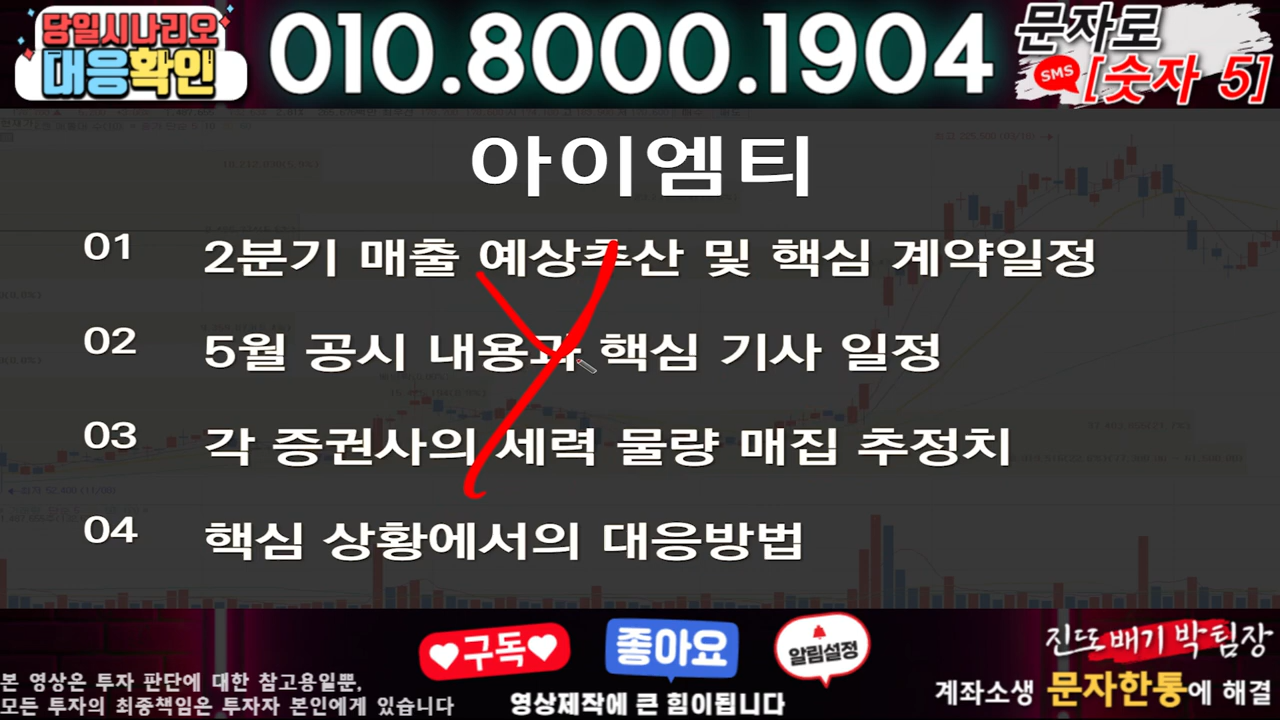 당일시나리오
대응확인
010.8000.1904
문자로
SMS
[숫자 5]
아이엠티
01 2분기 매출 예상추산 및 핵심 계약일정
02 5월 공시 내용과 핵심 기사 일정
03 각 증권사의 세력 물량 매집 추정치
04 핵심 상황에서의 대응방법
구독
좋아요
알림설정
영상제작에 큰 힘이됩니다
본 영상은 투자 판단에 대한 참고용일뿐,
모든 투자의 최종책임은 투자자 본인에게 있습니다
진또배기 박팀장
계좌소생 문자한통에 해결